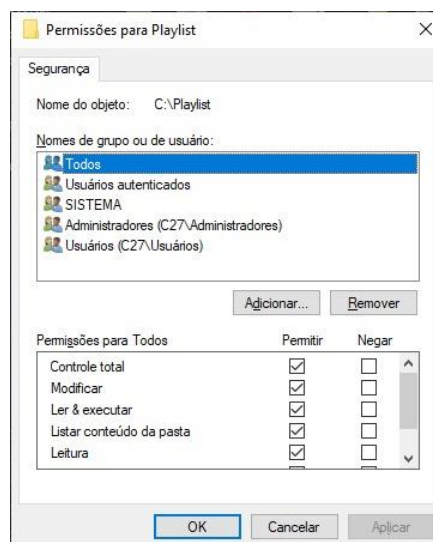 Permissões para Playlist
Segurança
Nome do objeto: C:\Playlist
Nomes de grupo ou de usuário:
Todos
Usuários autenticados
SISTEMA
Administradores (C27\Administradores)
Usuários (C27\Usuários)
Adicionar... Remover
Permissões para Todos Permitir Negar
Controle total
Modificar
Ler & executar
Listar conteúdo da pasta
Leitura
OK Cancelar Aplicar